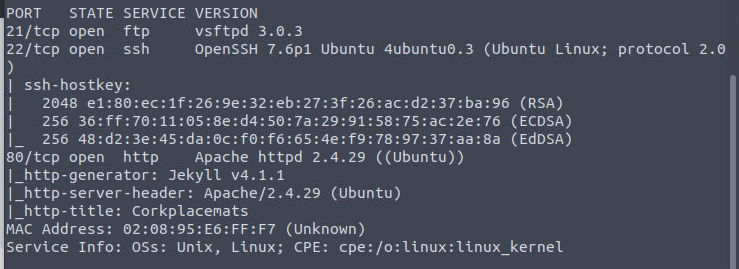 PORT   STATE SERVICE VERSION
21/tcp open  ftp     vsftpd 3.0.3
22/tcp open  ssh     OpenSSH 7.6p1 Ubuntu 4ubuntu0.3 (Ubuntu Linux; protocol 2.0
)
| ssh-hostkey:
|   2048 e1:80:ec:1f:26:9e:32:eb:27:3f:26:ac:d2:37:ba:96 (RSA)
|   256 36:ff:70:11:05:8e:d4:50:7a:29:91:58:75:ac:2e:76 (ECDSA)
|_  256 48:d2:3e:45:da:0c:f0:f6:65:4e:f9:78:97:37:aa:8a (EdDSA)
80/tcp open  http    Apache httpd 2.4.29 ((Ubuntu))
|_http-generator: Jekyll v4.1.1
|_http-server-header: Apache/2.4.29 (Ubuntu)
|_http-title: Corkplacemats
MAC Address: 02:08:95:E6:FF:F7 (Unknown)
Service Info: OSs: Unix, Linux; CPE: cpe:/o:linux:linux_kernel